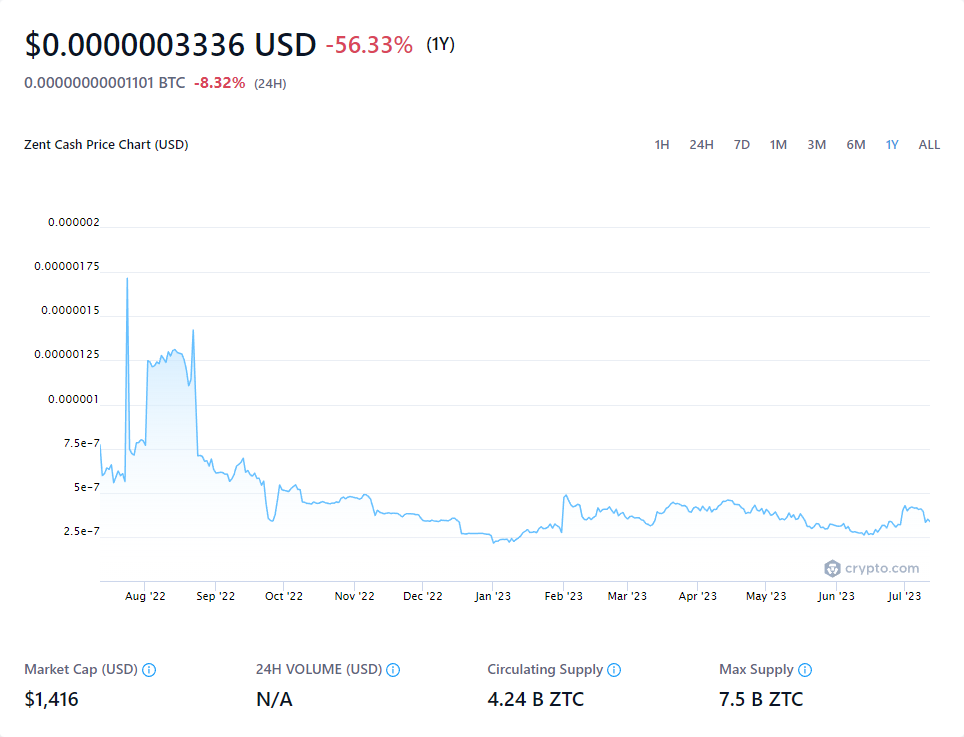 $0.0000003336 USD -56.33% (1Y)
0.00000000001101 BTC -8.32% (24H)
Zent Cash Price Chart (USD)
1H 24H 7D 1M 3M 6M 1Y ALL
0.000002
0.00000175
0.0000015
0.00000125
0.000001
7.5e-7
5e-7
2.5e-7
crypto.com
Aug '22 Sep '22 Oct '22 Nov '22 Dec '22 Jan '23 Feb '23 Mar '23 Apr '23 May '23 Jun '23 Jul '23
Market Cap (USD) 24H VOLUME (USD) Circulating Supply Max Supply
$1,416 N/A 4.24 B ZTC 7.5 B ZTC